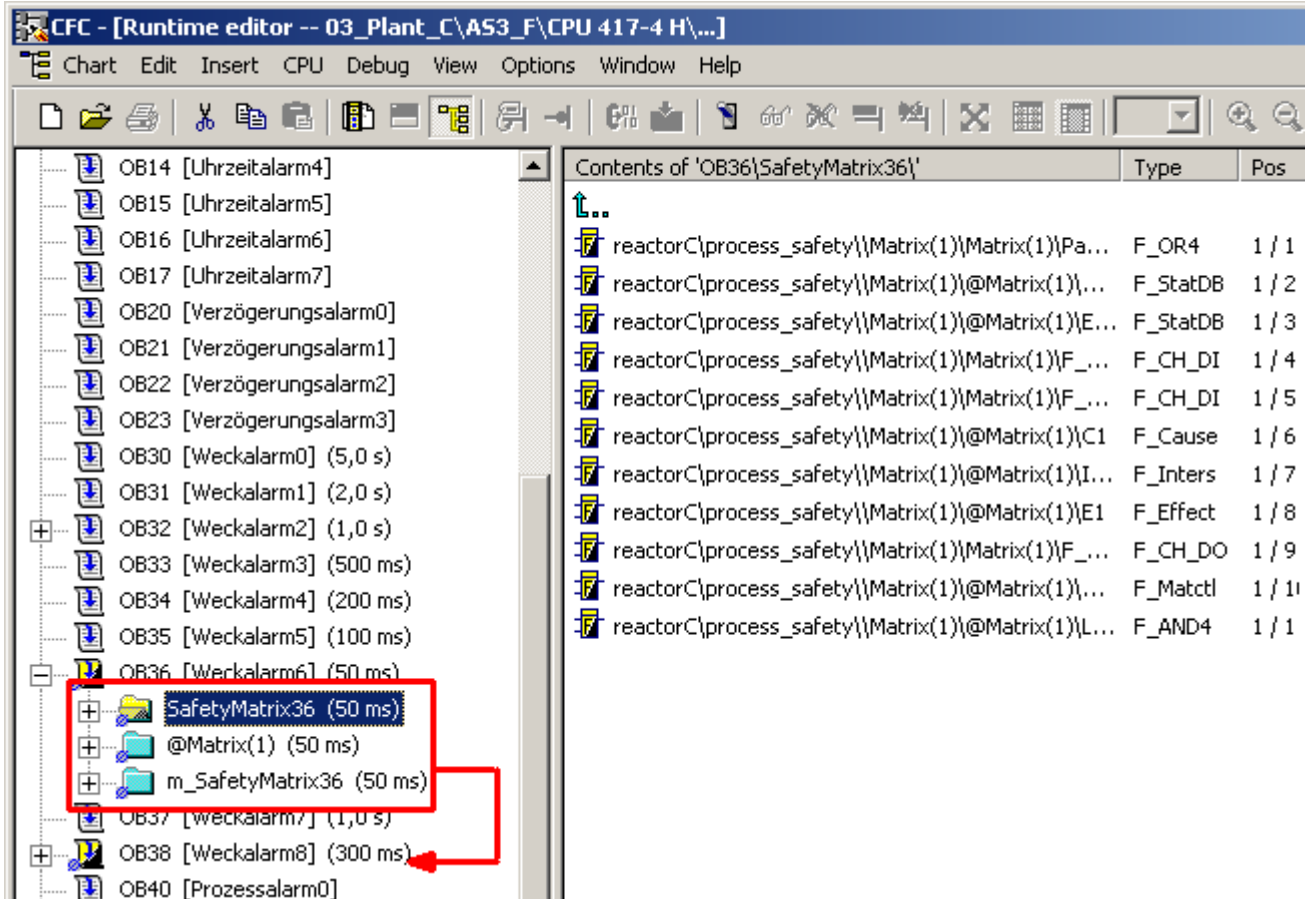 CFC - [Runtime editor -- 03_Plant_C\AS3_F\CPU 417-4 H\...]
Chart Edit Insert CPU Debug View Options Window Help
OB14 [Uhrzeitalarm4]
OB15 [Uhrzeitalarm5]
OB16 [Uhrzeitalarm6]
OB17 [Uhrzeitalarm7]
OB20 [Verzögerungsalarm0]
OB21 [Verzögerungsalarm1]
OB22 [Verzögerungsalarm2]
OB23 [Verzögerungsalarm3]
OB30 [Weckalarm0] (5,0 s)
OB31 [Weckalarm1] (2,0 s)
OB32 [Weckalarm2] (1,0 s)
OB33 [Weckalarm3] (500 ms)
OB34 [Weckalarm4] (200 ms)
OB35 [Weckalarm5] (100 ms)
OB36 [Weckalarm6] (50 ms)
SafetyMatrix36 (50 ms)
@Matrix(1) (50 ms)
m_SafetyMatrix36 (50 ms)
OB37 [Weckalarm7] (1,0 s)
OB38 [Weckalarm8] (300 ms)
OB40 [Prozessalarm0]
Contents of 'OB36\SafetyMatrix36\' Type Pos
reactorC\process_safety\\Matrix(1)\Matrix(1)\Pa... F_OR4 1 / 1
reactorC\process_safety\\Matrix(1)\@Matrix(1)\... F_StatDB 1 / 2
reactorC\process_safety\\Matrix(1)\@Matrix(1)\E... F_StatDB 1 / 3
reactorC\process_safety\\Matrix(1)\Matrix(1)\F_... F_CH_DI 1 / 4
reactorC\process_safety\\Matrix(1)\Matrix(1)\F_... F_CH_DI 1 / 5
reactorC\process_safety\\Matrix(1)\@Matrix(1)\C1 F_Cause 1 / 6
reactorC\process_safety\\Matrix(1)\@Matrix(1)\I... F_Inters 1 / 7
reactorC\process_safety\\Matrix(1)\@Matrix(1)\E1 F_Effect 1 / 8
reactorC\process_safety\\Matrix(1)\Matrix(1)\F_... F_CH_DO 1 / 9
reactorC\process_safety\\Matrix(1)\@Matrix(1)\... F_Matctl 1 / 1
reactorC\process_safety\\Matrix(1)\@Matrix(1)\L... F_AND4 1 / 1